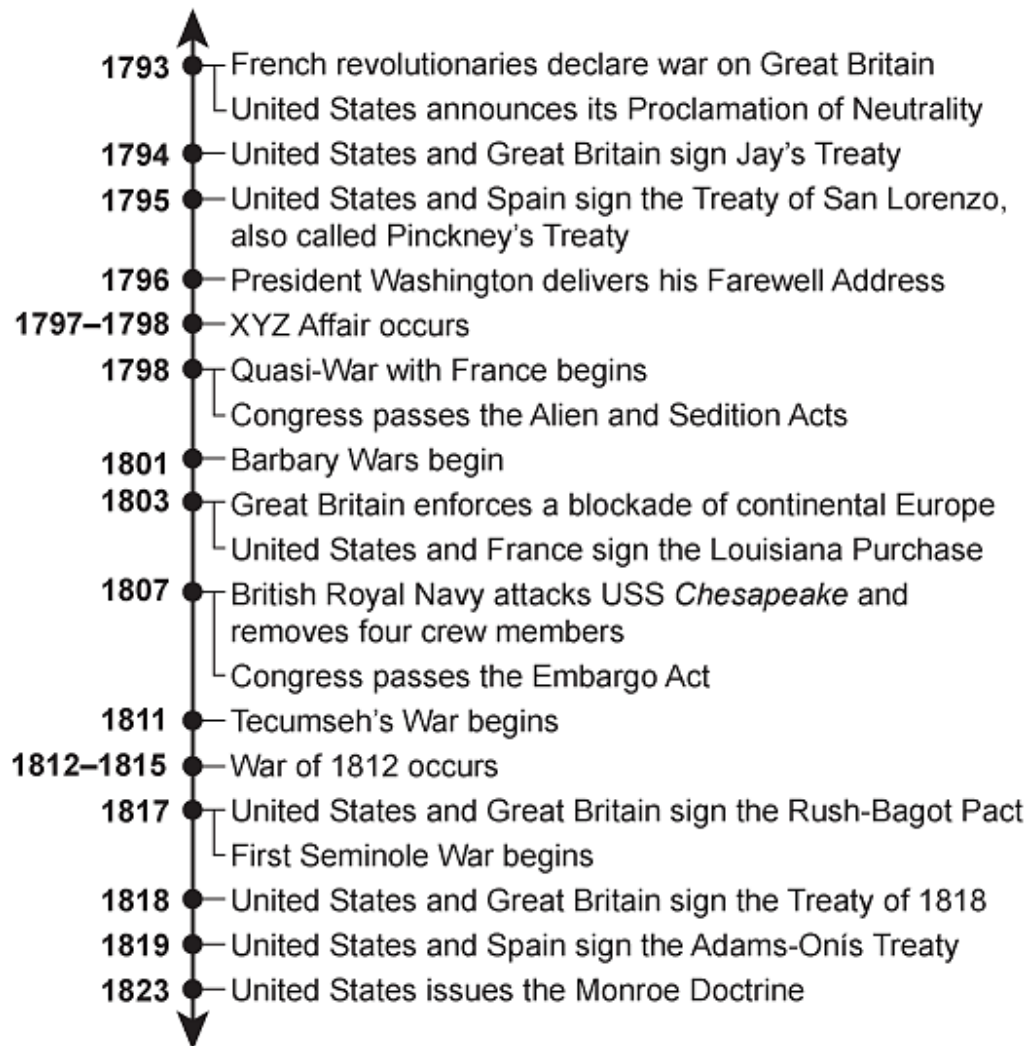 1793 French revolutionaries declare war on Great Britain
United States announces its Proclamation of Neutrality
1794 United States and Great Britain sign Jay's Treaty
1795 United States and Spain sign the Treaty of San Lorenzo,
also called Pinckney's Treaty
1796 President Washington delivers his Farewell Address
1797–1798 XYZ Affair occurs
1798 Quasi-War with France begins
Congress passes the Alien and Sedition Acts
1801 Barbary Wars begin
1803 Great Britain enforces a blockade of continental Europe
United States and France sign the Louisiana Purchase
1807 British Royal Navy attacks USS Chesapeake and
removes four crew members
Congress passes the Embargo Act
1811 Tecumseh's War begins
1812–1815 War of 1812 occurs
1817 United States and Great Britain sign the Rush-Bagot Pact
First Seminole War begins
1818 United States and Great Britain sign the Treaty of 1818
1819 United States and Spain sign the Adams-Onís Treaty
1823 United States issues the Monroe Doctrine